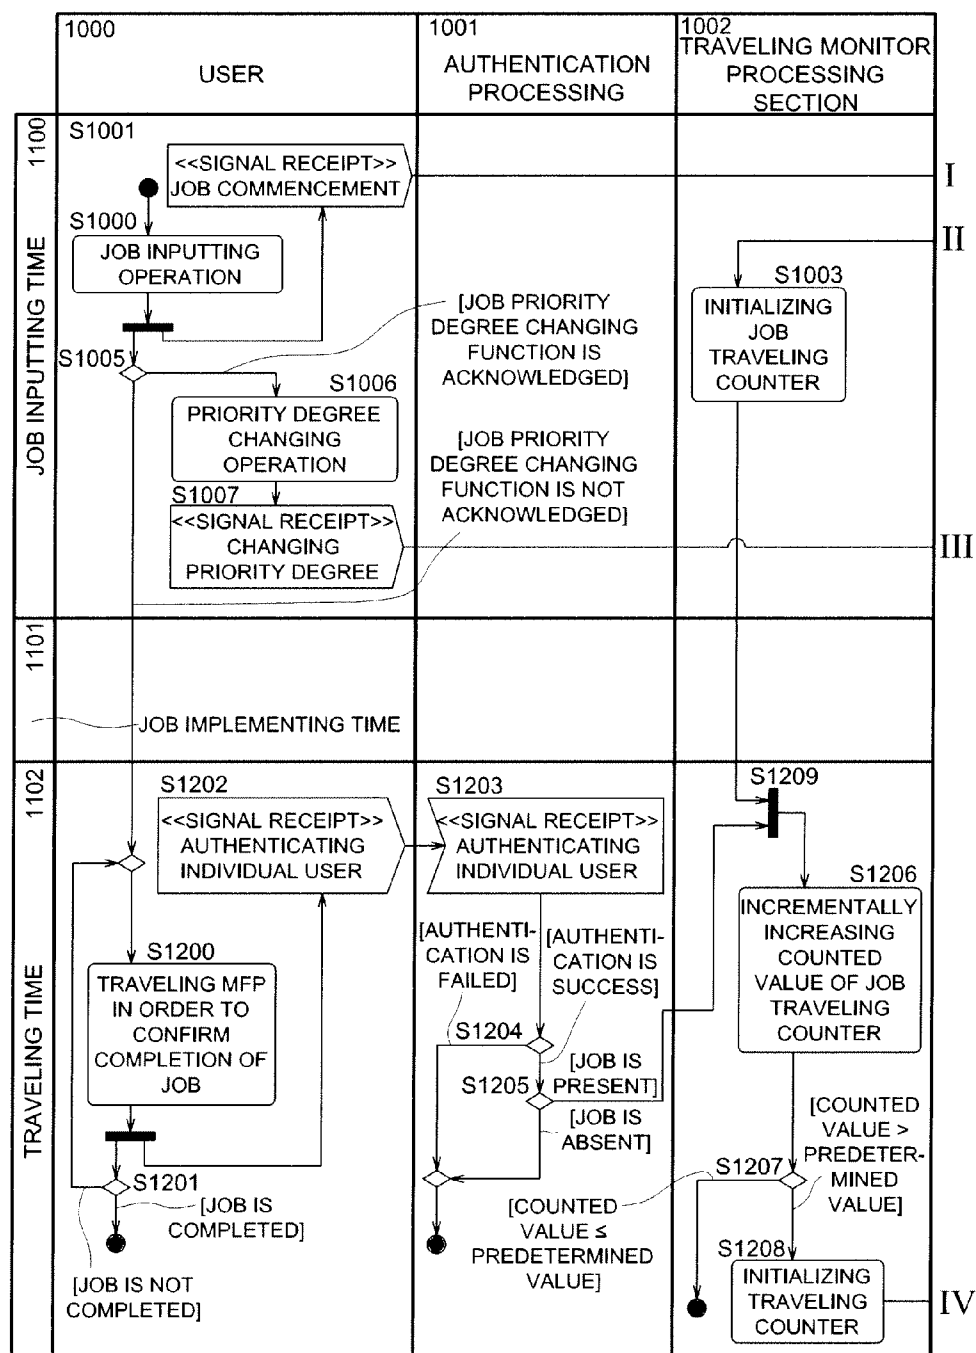 1000
USER
1001
AUTHENTICATION
PROCESSING
1002
TRAVELING MONITOR
PROCESSING
SECTION
1100
JOB INPUTTING TIME
S1001
<<SIGNAL RECEIPT>>
JOB COMMENCEMENT
I
S1000
JOB INPUTTING
OPERATION
II
S1003
INITIALIZING
JOB
TRAVELING
COUNTER
[JOB PRIORITY
DEGREE CHANGING
FUNCTION IS
ACKNOWLEDGED]
S1005
S1006
PRIORITY DEGREE
CHANGING
OPERATION
[JOB PRIORITY
DEGREE CHANGING
FUNCTION IS NOT
ACKNOWLEDGED]
S1007
<<SIGNAL RECEIPT>>
CHANGING
PRIORITY DEGREE
III
1101
JOB IMPLEMENTING TIME
1102
TRAVELING TIME
S1202
<<SIGNAL RECEIPT>>
AUTHENTICATING
INDIVIDUAL USER
S1203
<<SIGNAL RECEIPT>>
AUTHENTICATING
INDIVIDUAL USER
S1209
S1206
INCREMENTALLY
INCREASING
COUNTED
VALUE OF JOB
TRAVELING
COUNTER
S1200
TRAVELING MFP
IN ORDER TO
CONFIRM
COMPLETION OF
JOB
[AUTHENTI-
CATION IS
FAILED]
[AUTHENTI-
CATION IS
SUCCESS]
S1204
[JOB IS
PRESENT]
S1205
[JOB IS
ABSENT]
S1201
[JOB IS
COMPLETED]
[JOB IS NOT
COMPLETED]
[COUNTED
VALUE >
PREDETER-
MINED
VALUE]
S1207
[COUNTED
VALUE ≤
PREDETERMINED
VALUE]
S1208
INITIALIZING
TRAVELING
COUNTER
IV